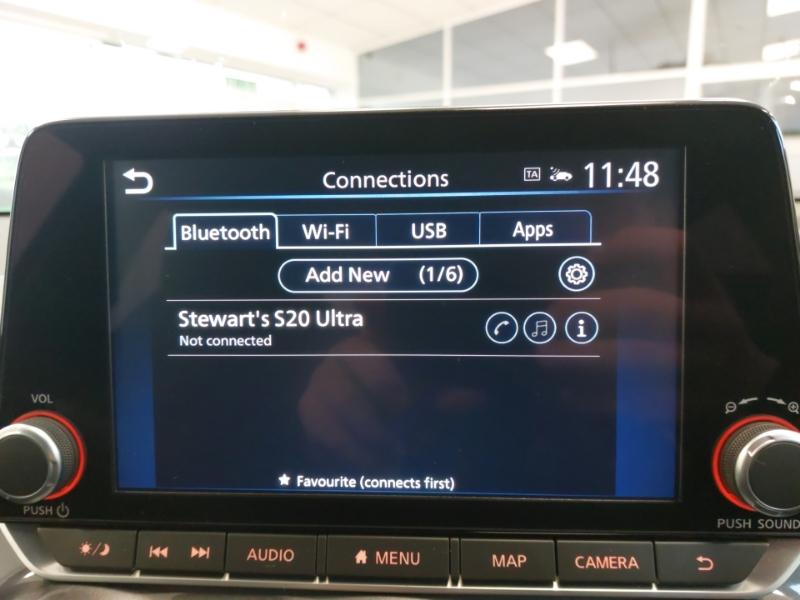 Connections TA 11:48
Bluetooth Wi-Fi USB Apps
Add New (1/6)
Stewart's S20 Ultra
Not connected
★ Favourite (connects first)
VOL
PUSH
PUSH SOUND
AUDIO MENU MAP CAMERA